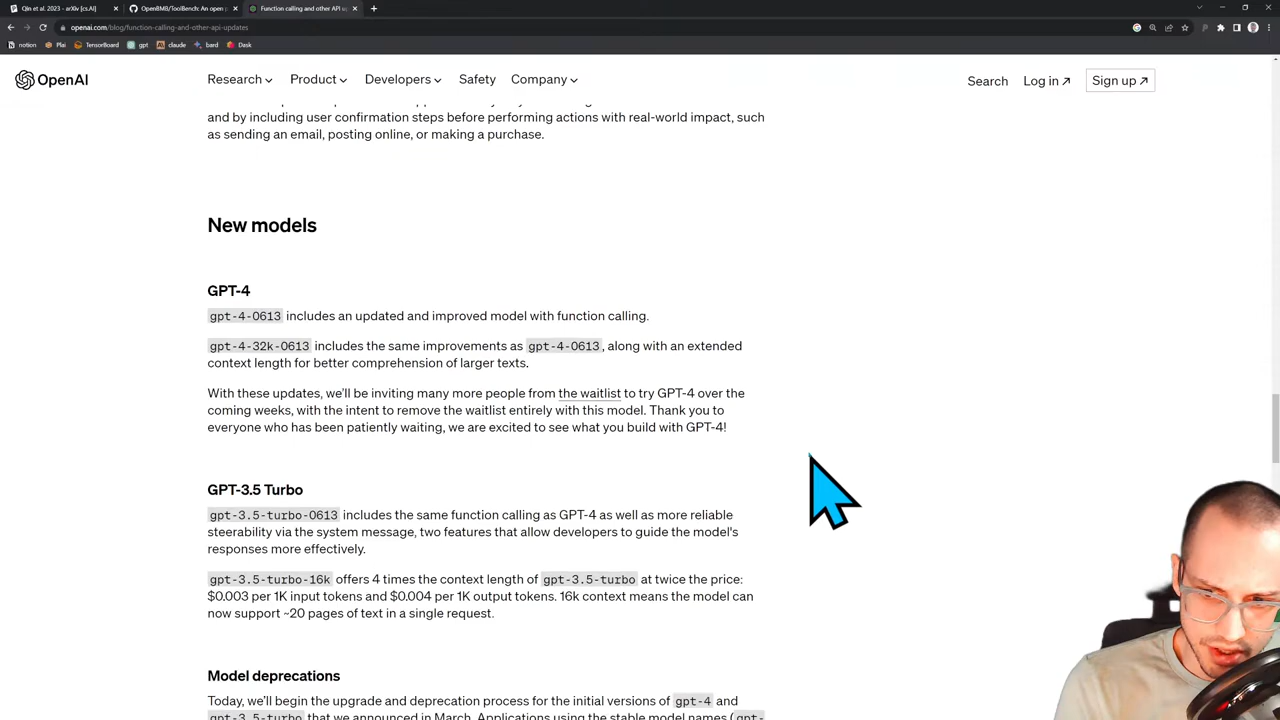 Qin et al. 2023 - arXiv [cs.AI]
OpenBMB/ToolBench: An open p
Function calling and other API u
openai.com/blog/function-calling-and-other-api-updates
notion
Plai
TensorBoard
gpt
claude
bard
Dask
OpenAI
Research
Product
Developers
Safety
Company
Search
Log in ↗
Sign up ↗
and by including user confirmation steps before performing actions with real-world impact, such
as sending an email, posting online, or making a purchase.
New models
GPT-4
gpt-4-0613 includes an updated and improved model with function calling.
gpt-4-32k-0613 includes the same improvements as gpt-4-0613, along with an extended
context length for better comprehension of larger texts.
With these updates, we'll be inviting many more people from the waitlist to try GPT-4 over the
coming weeks, with the intent to remove the waitlist entirely with this model. Thank you to
everyone who has been patiently waiting, we are excited to see what you build with GPT-4!
GPT-3.5 Turbo
gpt-3.5-turbo-0613 includes the same function calling as GPT-4 as well as more reliable
steerability via the system message, two features that allow developers to guide the model's
responses more effectively.
gpt-3.5-turbo-16k offers 4 times the context length of gpt-3.5-turbo at twice the price:
$0.003 per 1K input tokens and $0.004 per 1K output tokens. 16k context means the model can
now support ~20 pages of text in a single request.
Model deprecations
Today, we'll begin the upgrade and deprecation process for the initial versions of gpt-4 and
gpt-3.5-turbo that we announced in March. Applications using the stable model names (gpt-